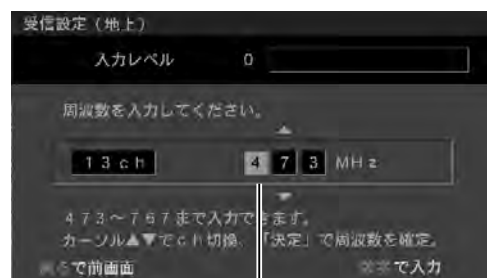 受信設定(地上)
入力レベル 0
周波数を入力してください。
13ch 473 MHz
473~767まで入力できます。
カーソル▲▼でch切換、「決定」で周波数を確定。
で前画面 で入力